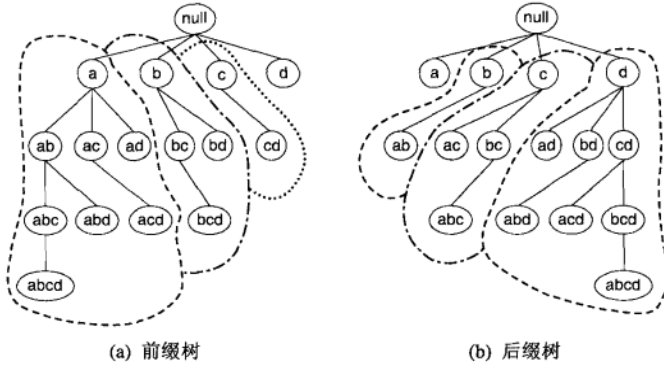 null null
a b c d a b c d
ab ac ad bc bd cd ab ac bc ad bd cd
abc abd acd bcd abc abd acd bcd
abcd abcd
(a) 前缀树 (b) 后缀树